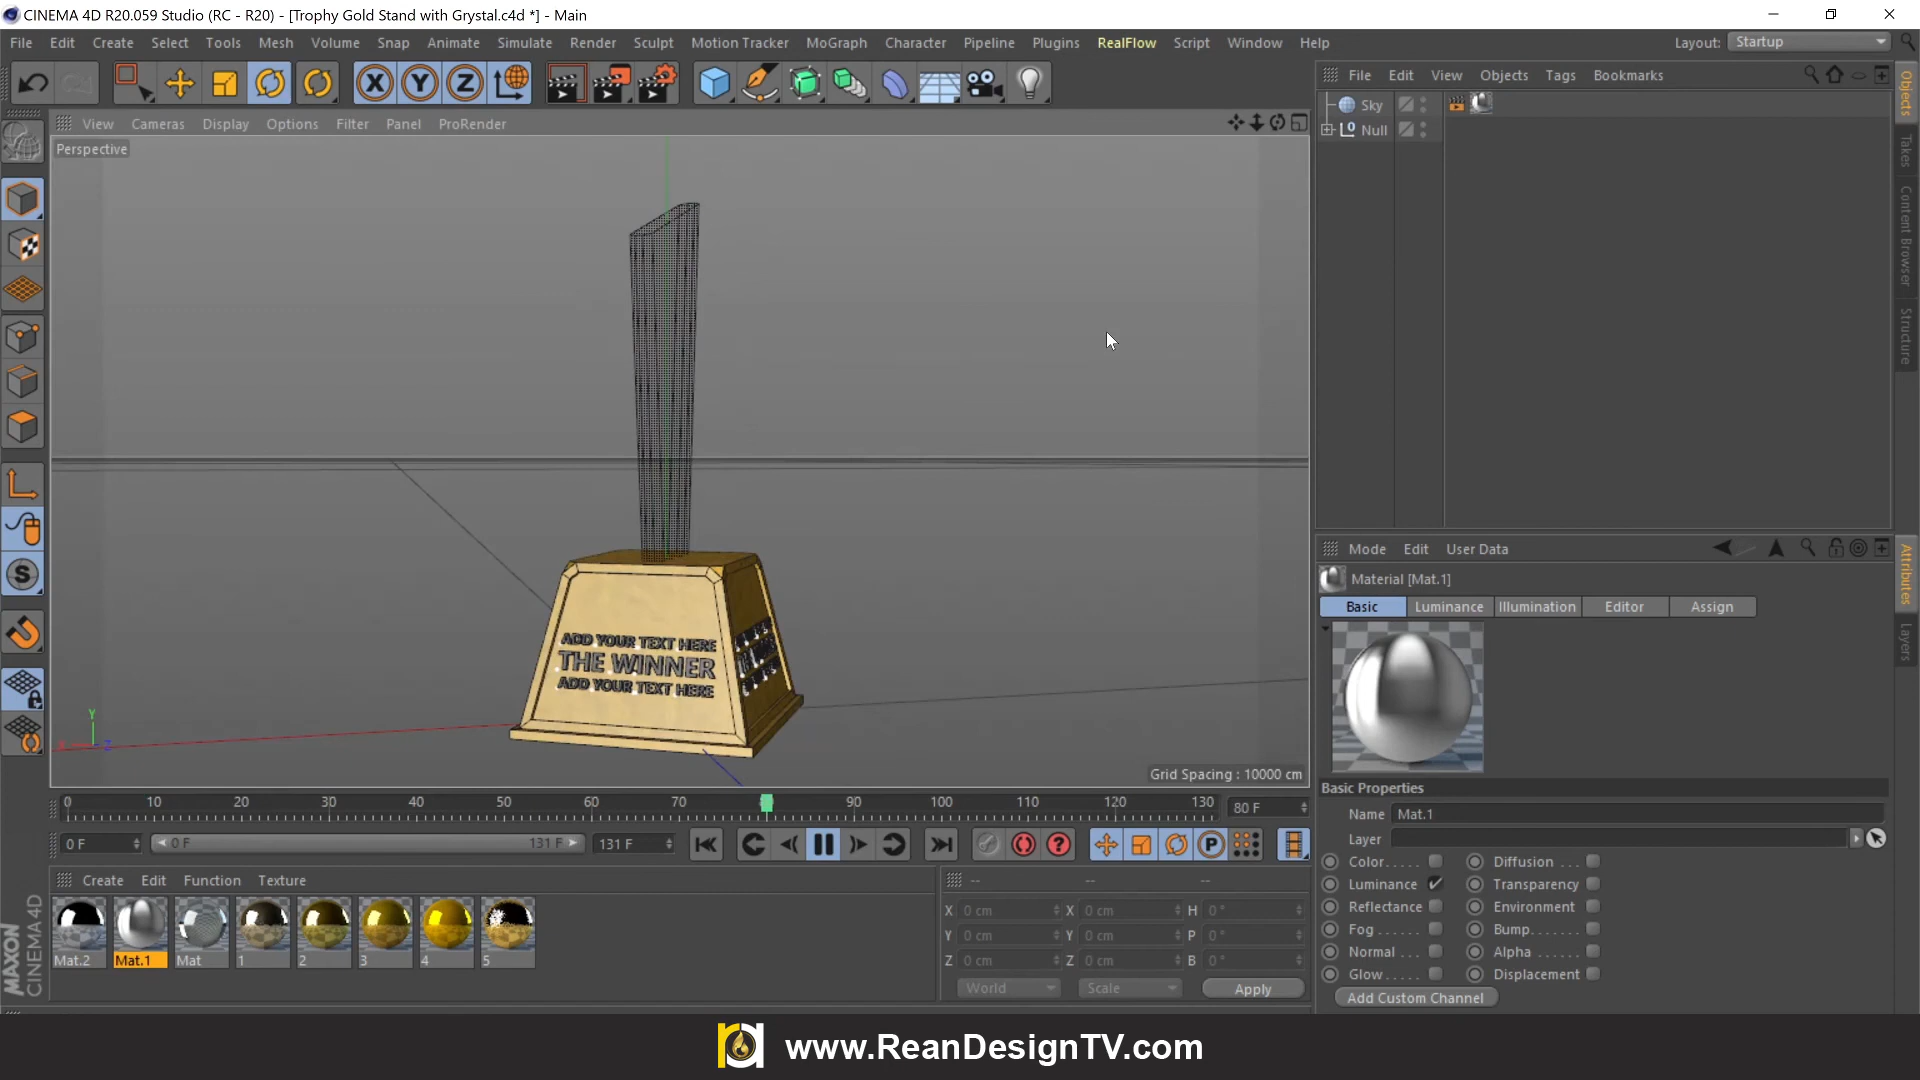 CINEMA 4D R20.059 Studio (RC - R20) - [Trophy Gold Stand with Grystal.c4d *] - Main
File Edit Create Select Tools Mesh Volume Snap Animate Simulate Render Sculpt Motion Tracker MoGraph Character Pipeline Plugins RealFlow Script Window Help Layout: Startup
X Y Z
File Edit View Objects Tags Bookmarks
Objects
Takes
Content Browser
Structure
Sky
Null
View Cameras Display Options Filter Panel ProRender
Perspective
ADD YOUR TEXT HERE
THE WINNER
ADD YOUR TEXT HERE
Y
X Z
Grid Spacing : 10000 cm
S
Mode Edit User Data
Attributes
Layers
Material [Mat.1]
Basic Luminance Illumination Editor Assign
Basic Properties
Name Mat.1
Layer
Color..... Diffusion ...
Luminance Transparency
Reflectance Environment
Fog...... Bump.......
Normal ... Alpha ......
Glow..... Displacement
Add Custom Channel
0 10 20 30 40 50 60 70 90 100 110 120 130 80 F
0 F 0 F 131 F 131 F
P
Create Edit Function Texture
Mat.2 Mat.1 Mat 1 2 3 4 5
-- -- --
X 0 cm X 0 cm H 0 °
Y 0 cm Y 0 cm P 0 °
Z 0 cm Z 0 cm B 0 °
World Scale Apply
MAXON
CINEMA 4D
www.ReanDesignTV.com